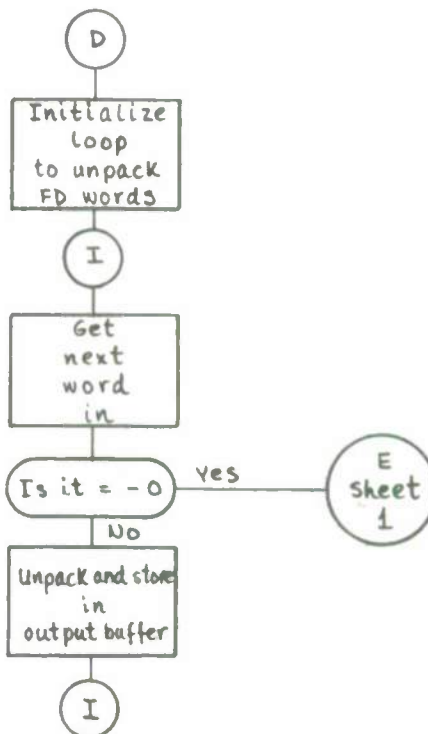 D
Initialize
loop
to unpack
FD words
I
Get
next
word
in
Is it = -0
Yes
E
sheet
1
No
Unpack and store
in
output buffer
I